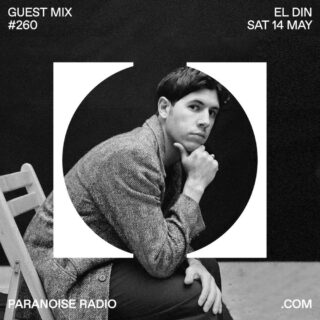 GUEST MIX
#260
EL DIN
SAT 14 MAY
PARANOISE RADIO
.COM